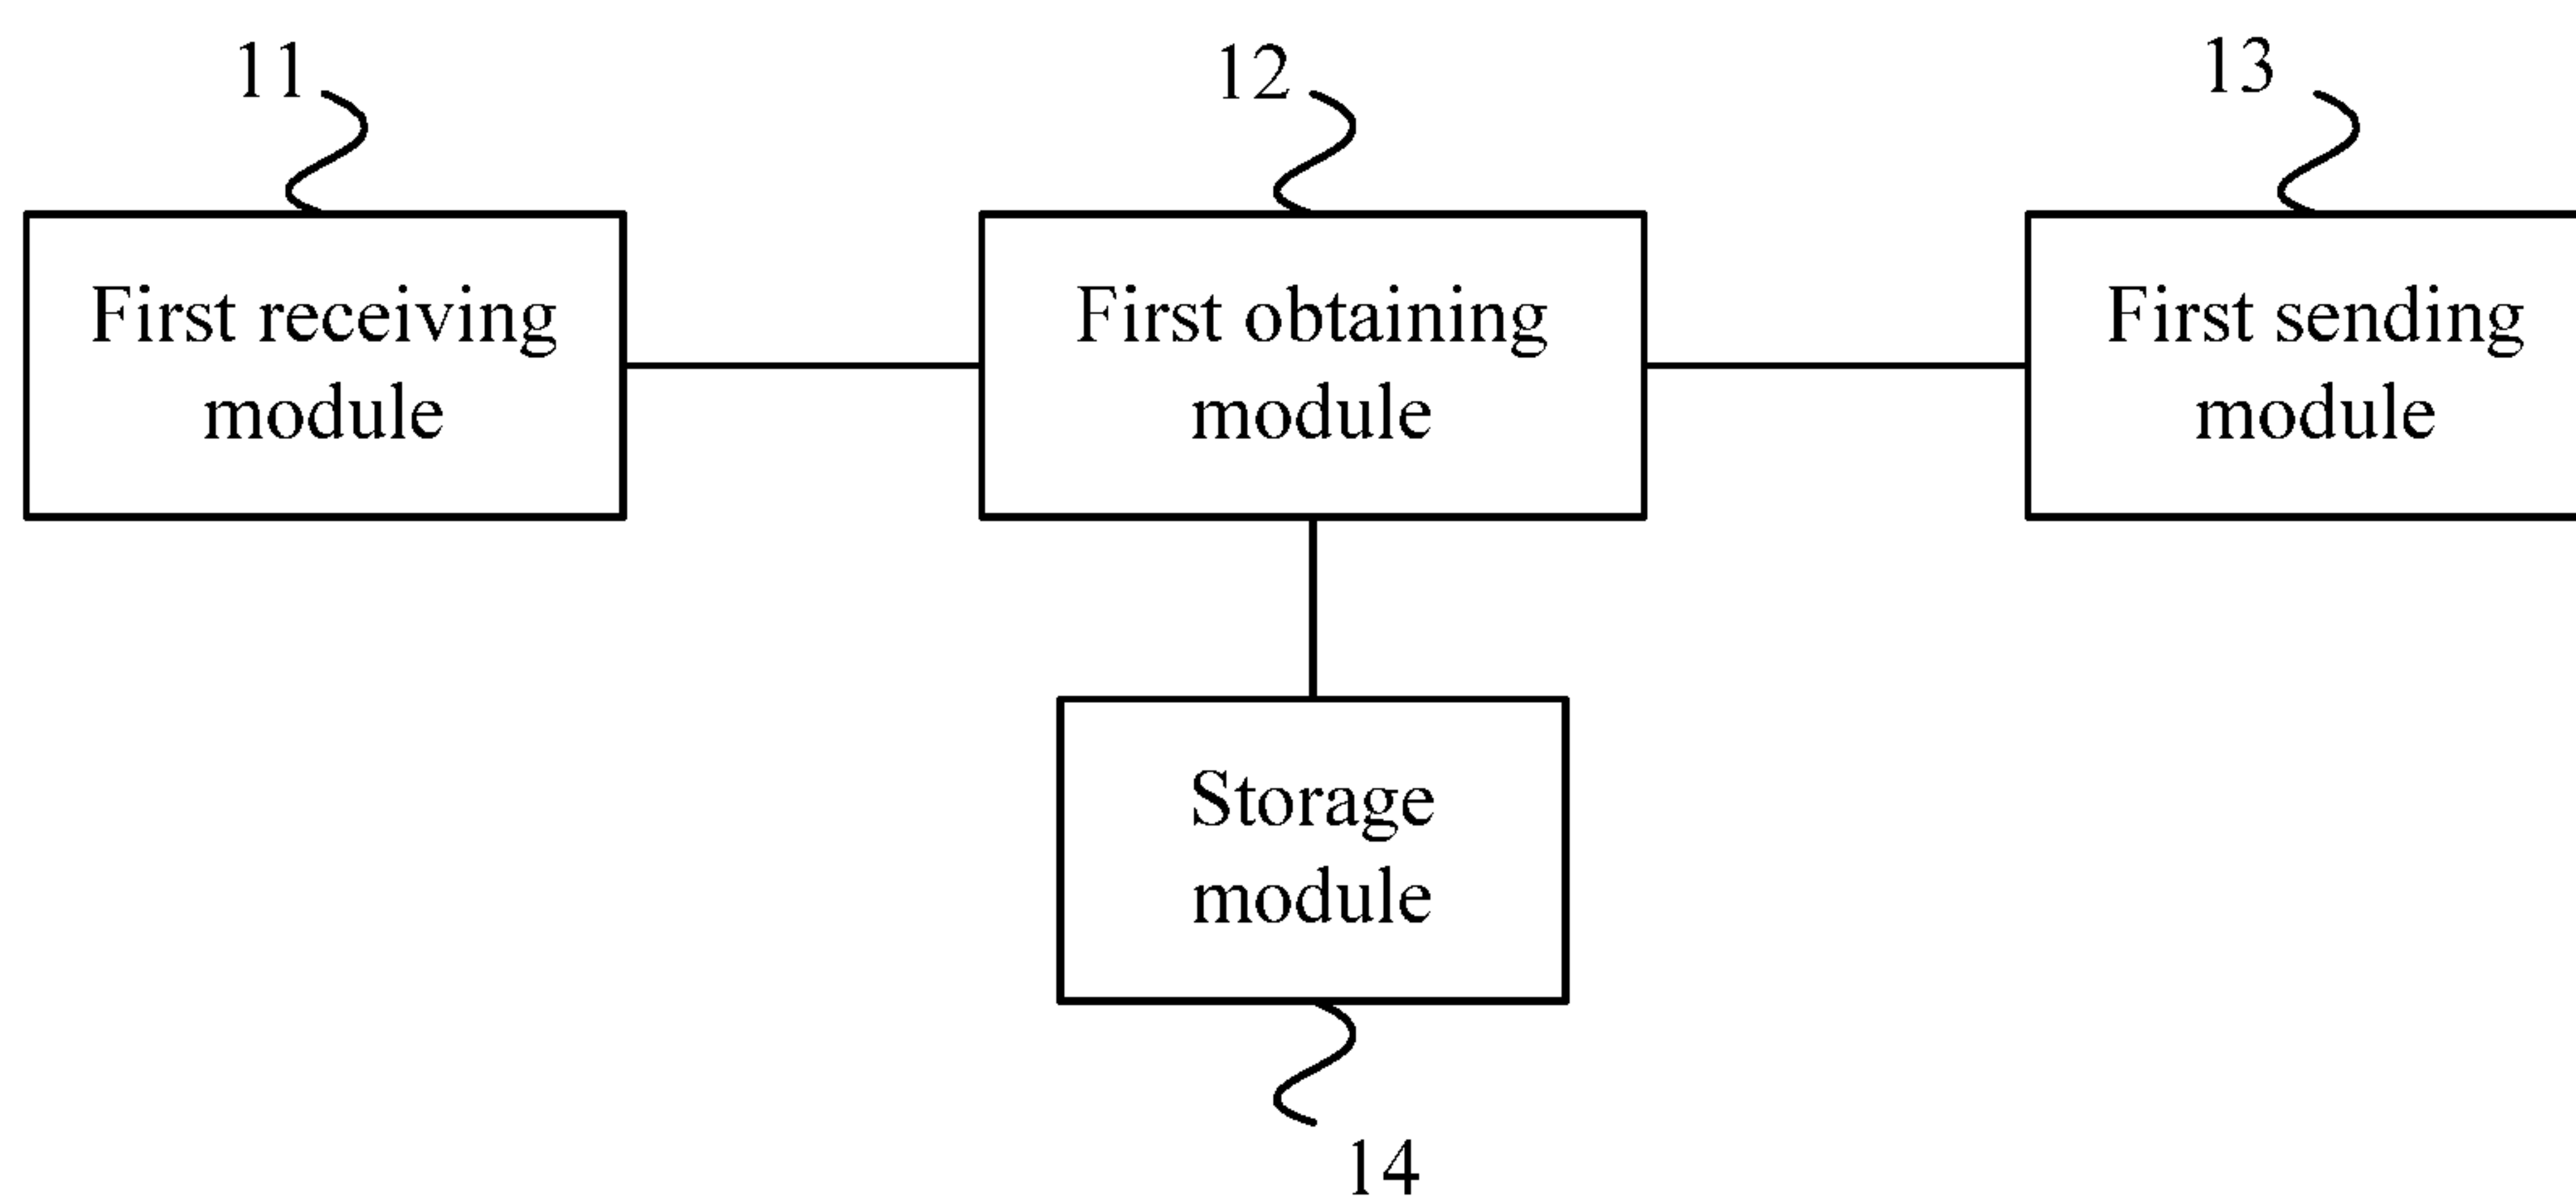 11
12
13
First receiving
module
First obtaining
module
First sending
module
Storage
module
14